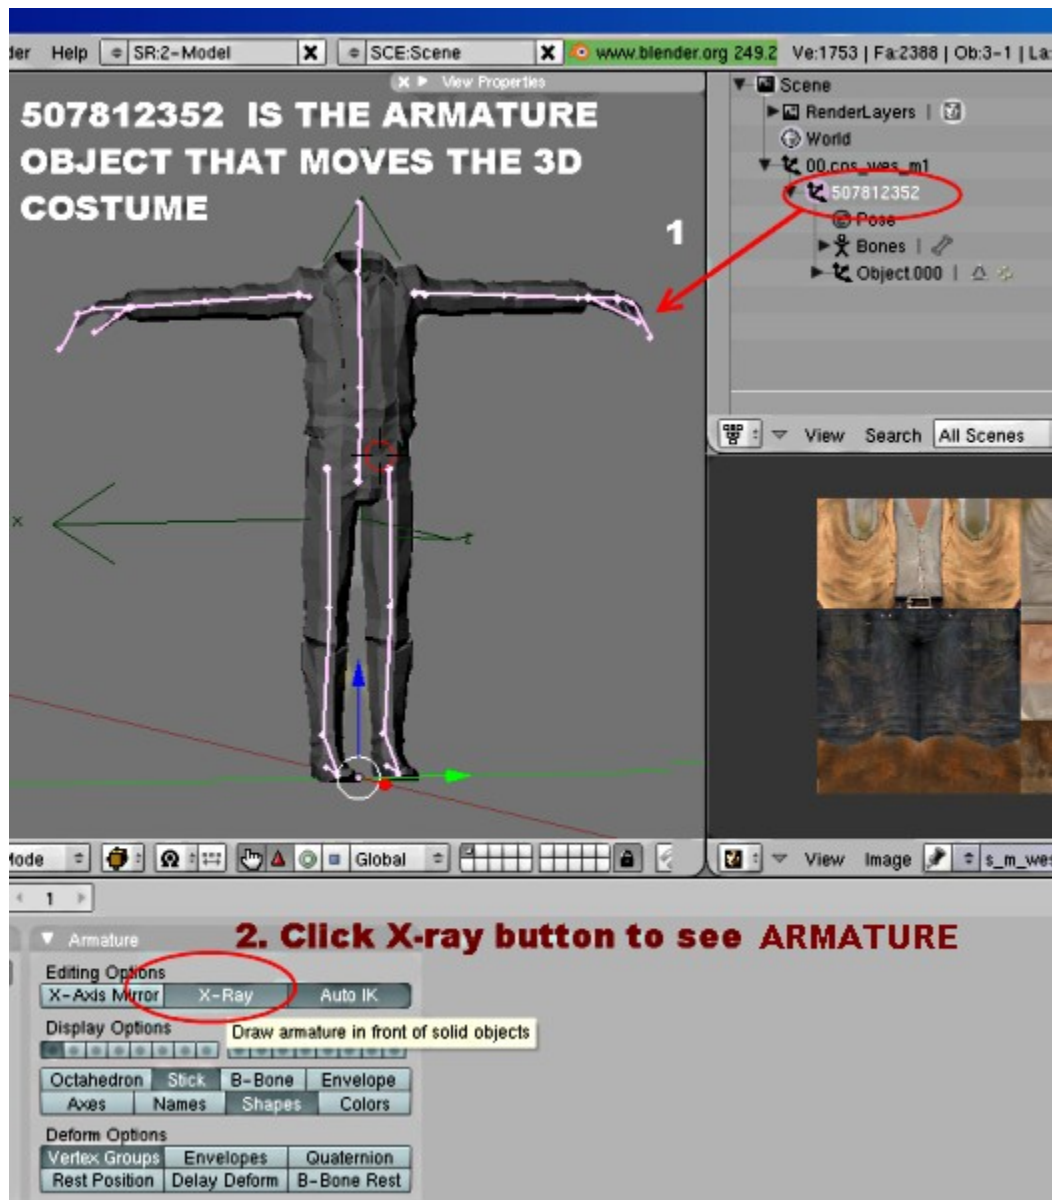 der Help SR:2-Model X SCE:Scene X www.blender.org 249.2 Ve:1753 | Fa:2388 | Ob:3-1 | La:
View Properties
507812352 IS THE ARMATURE
OBJECT THAT MOVES THE 3D
COSTUME
1
Scene
RenderLayers |
World
00.cps_wes_m1
507812352
Pose
Bones |
Object.000 |
x
z
View Search All Scenes
Mode Global
View Image s_m_wes
1
Armature
2. Click X-ray button to see ARMATURE
Editing Options
X-Axis Mirror X-Ray Auto IK
Display Options
Draw armature in front of solid objects
Octahedron Stick B-Bone Envelope
Axes Names Shapes Colors
Deform Options
Vertex Groups Envelopes Quaternion
Rest Position Delay Deform B-Bone Rest